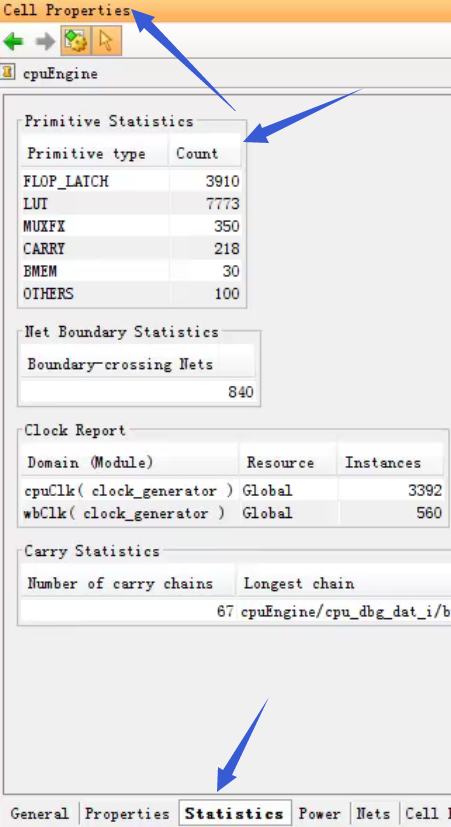 Cell Properties
cpuEngine
Primitive Statistics
Primitive type Count
FLOP_LATCH 3910
LUT 7773
MUXFX 350
CARRY 218
BMEM 30
OTHERS 100
Net Boundary Statistics
Boundary-crossing Nets
840
Clock Report
Domain (Module) Resource Instances
cpuClk( clock_generator ) Global 3392
wbClk( clock_generator ) Global 560
Carry Statistics
Number of carry chains Longest chain
67 cpuEngine/cpu_dbg_dat_i/b
General Properties Statistics Power Nets Cell